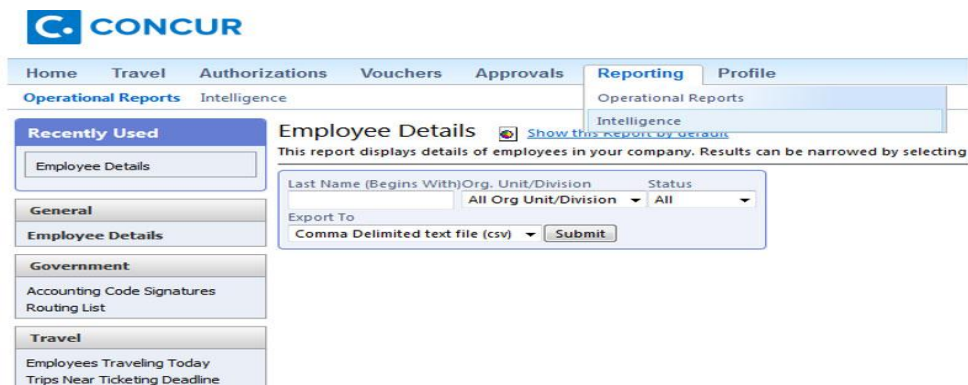 C. CONCUR
Home Travel Authorizations Vouchers Approvals Reporting Profile
Operational Reports Intelligence
Operational Reports
Intelligence
Recently Used
Employee Details
General
Employee Details
Government
Accounting Code Signatures
Routing List
Travel
Employees Traveling Today
Trips Near Ticketing Deadline
Employee Details Show this Report by default
This report displays details of employees in your company. Results can be narrowed by selecting
Last Name (Begins With) Org. Unit/Division Status
All Org Unit/Division All
Export To
Comma Delimited text file (csv) Submit